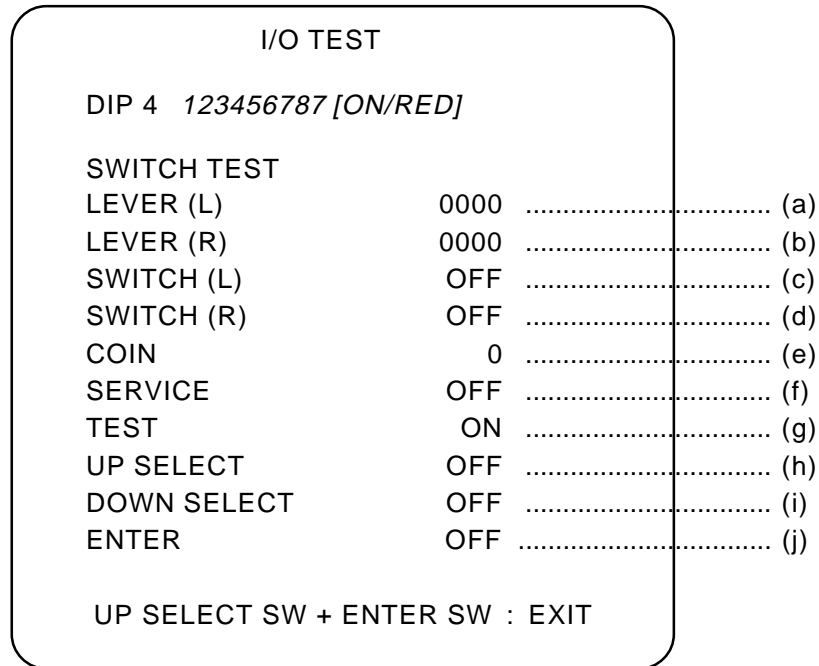 I/O TEST
DIP 4 123456787 [ON/RED]
SWITCH TEST
LEVER (L) 0000 .................................. (a)
LEVER (R) 0000 .................................. (b)
SWITCH (L) OFF .................................. (c)
SWITCH (R) OFF .................................. (d)
COIN 0 .................................. (e)
SERVICE OFF .................................. (f)
TEST ON .................................. (g)
UP SELECT OFF .................................. (h)
DOWN SELECT OFF .................................. (i)
ENTER OFF ................................... (j)
UP SELECT SW + ENTER SW : EXIT